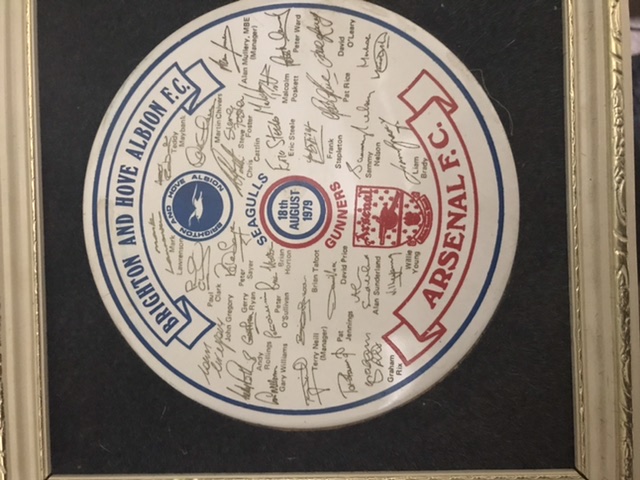 BRIGHTON AND HOVE ALBION F.C.
BRIGHTON AND HOVE ALBION
Mark
Lawrenson
Teddy
Maybank
Martin Chivers
Alan Mullery, MBE
(Manager)
Paul
Clark
Peter
Sayer
Chris
Cattlin
Steve
Foster
John Gregory
Gerry
Ryan
Brian
Horton
Eric Steele
Malcolm
Poskett
Peter Ward
Andy
Rollings
Peter
O'Sullivan
Gary Williams
SEAGULLS
18th
AUGUST
1979
GUNNERS
Terry Neill
(Manager)
Brian Talbot
Frank
Stapleton
Pat Rice
David
O'Leary
David Price
Sammy
Nelson
Pat
Jennings
Alan Sunderland
Arsenal
Liam
Brady
Graham
Rix
Willie
Young
ARSENAL F.C.